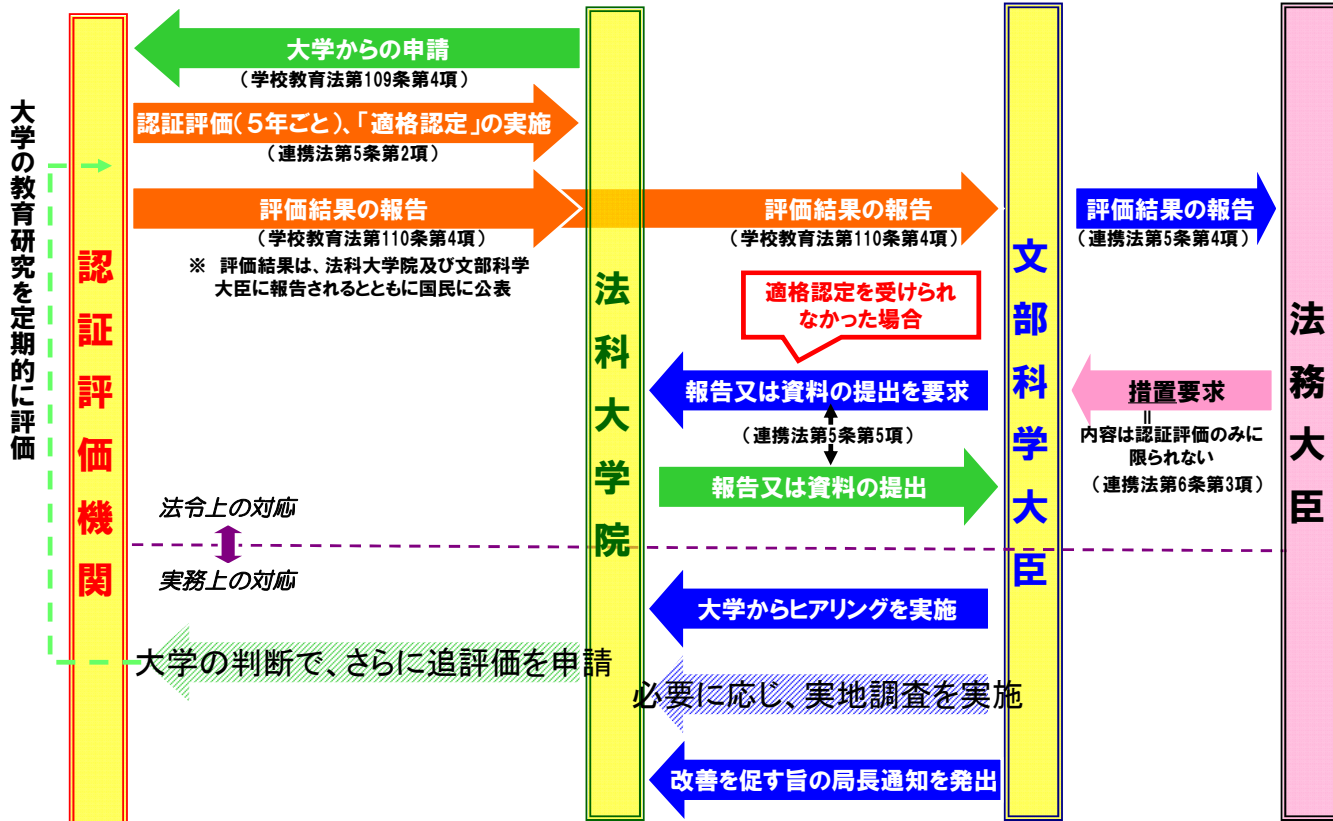 大学からの申請
（学校教育法第109条第4項）
認証評価（５年ごと）、「適格認定」の実施
（連携法第5条第2項）
評価結果の報告
（学校教育法第110条第4項）
※　評価結果は、法科大学院及び文部科学
大臣に報告されるとともに国民に公表
評価結果の報告
（学校教育法第110条第4項）
評価結果の報告
（連携法第5条第4項）
大学の教育研究を定期的に評価
認証評価機関
法科大学院
文部科学大臣
法務大臣
適格認定を受けられ
なかった場合
報告又は資料の提出を要求
（連携法第5条第5項）
報告又は資料の提出
措置要求
＝
内容は認証評価のみに
限られない
（連携法第6条第3項）
法令上の対応
実務上の対応
大学からヒアリングを実施
大学の判断で、さらに追評価を申請
必要に応じ、実地調査を実施
改善を促す旨の局長通知を発出